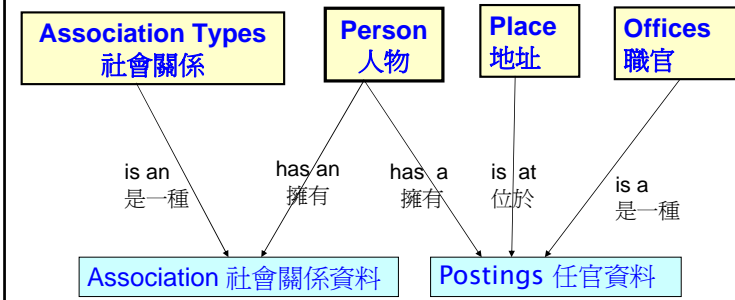 Association Types
社會關係
Person
人物
Place
地址
Offices
職官
is an
是一種
has an
擁有
has a
擁有
is at
位於
is a
是一種
Association 社會關係資料
Postings 任官資料